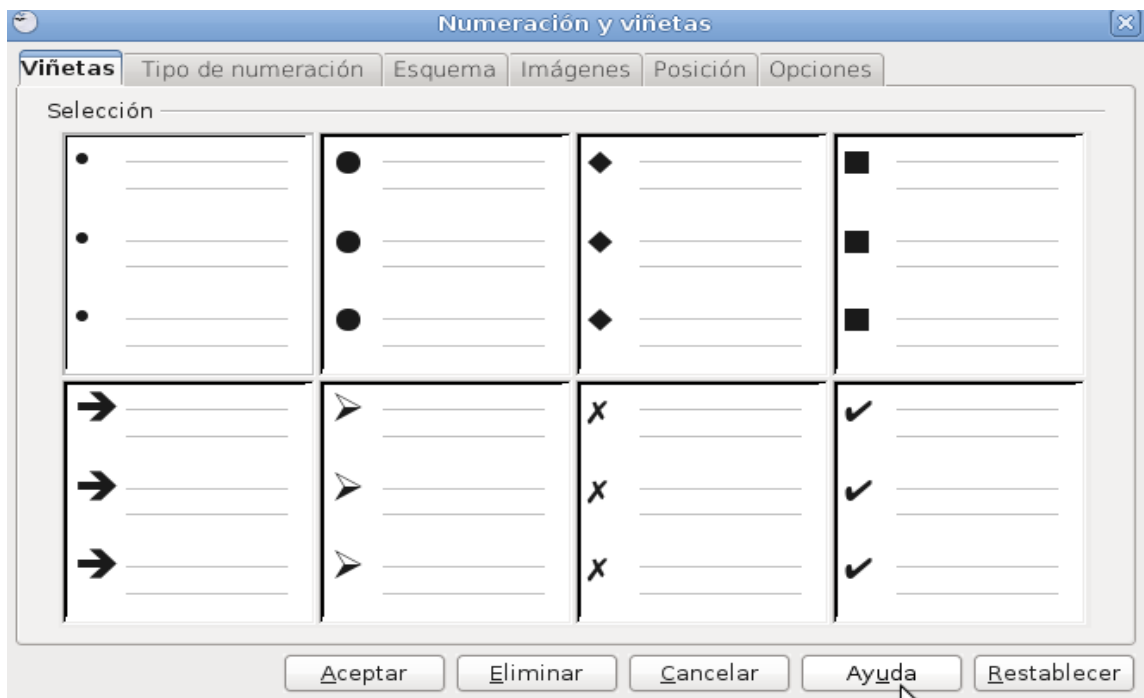 Numeración y viñetas
Viñetas Tipo de numeración Esquema Imágenes Posición Opciones
Selección
Aceptar Eliminar Cancelar Ayuda Restablecer